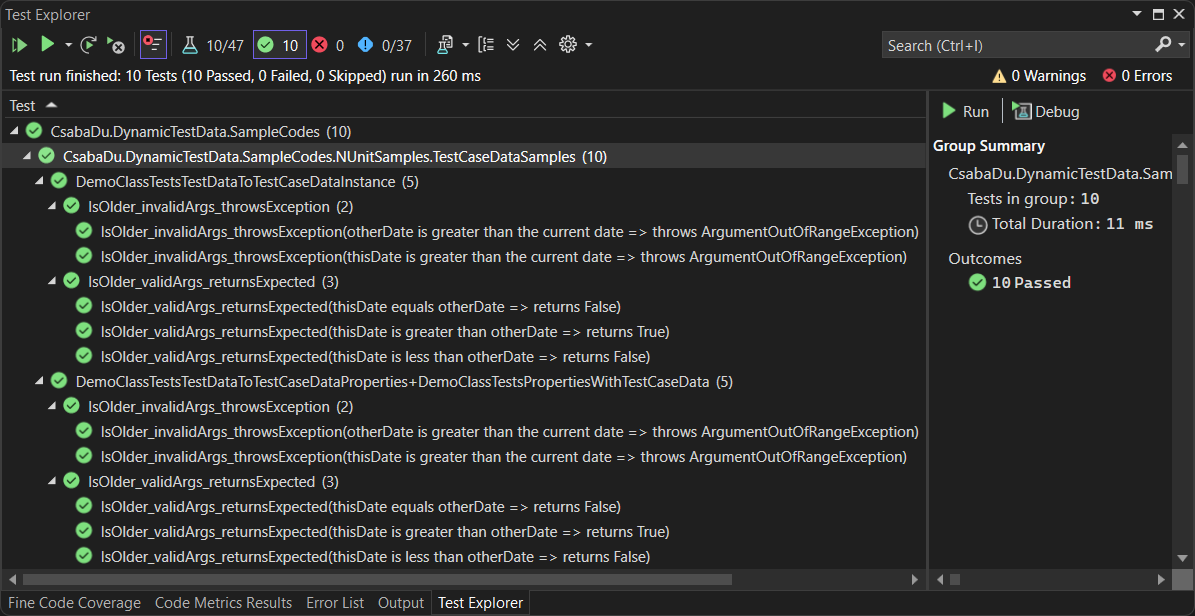 Test Explorer
10/47 10 0 0/37 Search (Ctrl+I)
Test run finished: 10 Tests (10 Passed, 0 Failed, 0 Skipped) run in 260 ms
0 Warnings 0 Errors
Test
Run Debug
CsabaDu.DynamicTestData.SampleCodes (10)
CsabaDu.DynamicTestData.SampleCodes.NUnitSamples.TestCaseDataSamples (10)
DemoClassTestsTestDataToTestCaseDataInstance (5)
IsOlder_invalidArgs_throwsException (2)
IsOlder_invalidArgs_throwsException(otherDate is greater than the current date => throws ArgumentOutOfRangeException)
IsOlder_invalidArgs_throwsException(thisDate is greater than the current date => throws ArgumentOutOfRangeException)
IsOlder_validArgs_returnsExpected (3)
IsOlder_validArgs_returnsExpected(thisDate equals otherDate => returns False)
IsOlder_validArgs_returnsExpected(thisDate is greater than otherDate => returns True)
IsOlder_validArgs_returnsExpected(thisDate is less than otherDate => returns False)
DemoClassTestsTestDataToTestCaseDataProperties+DemoClassTestsPropertiesWithTestCaseData (5)
IsOlder_invalidArgs_throwsException (2)
IsOlder_invalidArgs_throwsException(otherDate is greater than the current date => throws ArgumentOutOfRangeException)
IsOlder_invalidArgs_throwsException(thisDate is greater than the current date => throws ArgumentOutOfRangeException)
IsOlder_validArgs_returnsExpected (3)
IsOlder_validArgs_returnsExpected(thisDate equals otherDate => returns False)
IsOlder_validArgs_returnsExpected(thisDate is greater than otherDate => returns True)
IsOlder_validArgs_returnsExpected(thisDate is less than otherDate => returns False)
Group Summary
CsabaDu.DynamicTestData.Sam
Tests in group: 10
Total Duration: 11 ms
Outcomes
10 Passed
Fine Code Coverage Code Metrics Results Error List Output Test Explorer